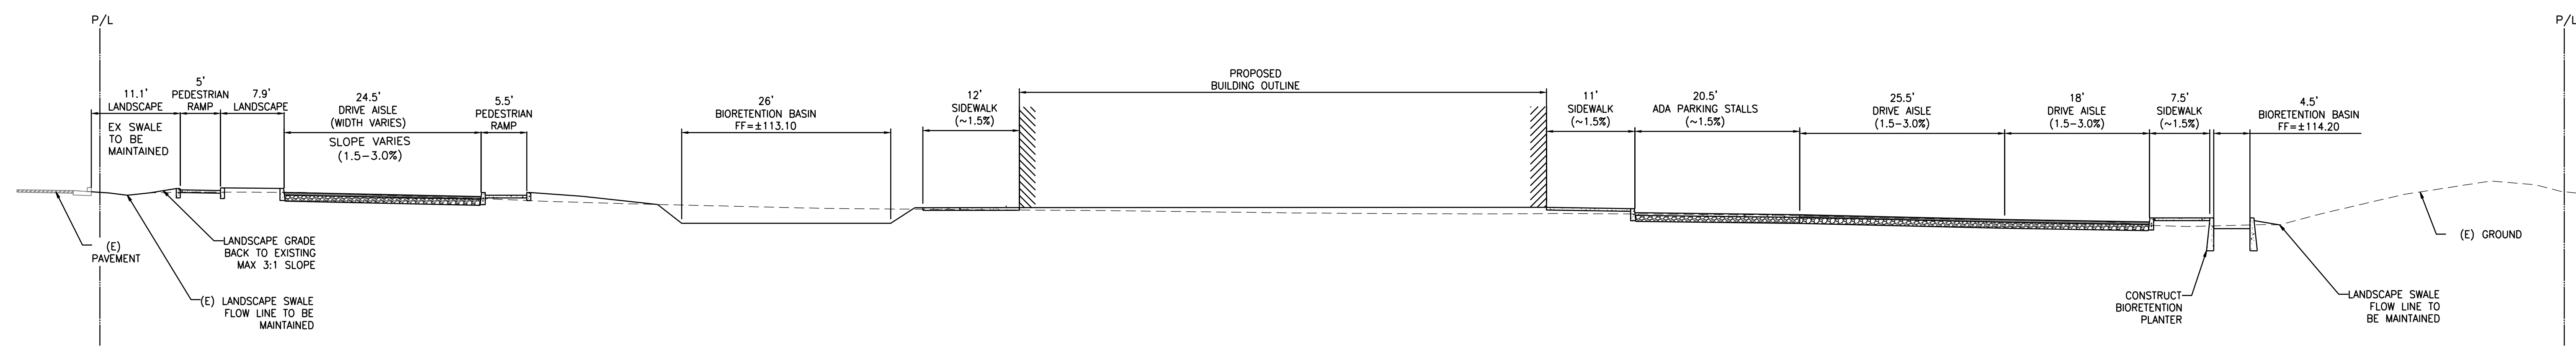 P/L
P/L
11.1'
LANDSCAPE
5'
PEDESTRIAN
RAMP
7.9'
LANDSCAPE
24.5'
DRIVE AISLE
(WIDTH VARIES)
SLOPE VARIES
(1.5-3.0%)
5.5'
PEDESTRIAN
RAMP
26'
BIORETENTION BASIN
FF=±113.10
12'
SIDEWALK
(~1.5%)
PROPOSED
BUILDING OUTLINE
11'
SIDEWALK
(~1.5%)
20.5'
ADA PARKING STALLS
(~1.5%)
25.5'
DRIVE AISLE
(1.5-3.0%)
18'
DRIVE AISLE
(1.5-3.0%)
7.5'
SIDEWALK
(~1.5%)
4.5'
BIORETENTION BASIN
FF=±114.20
EX SWALE
TO BE
MAINTAINED
(E)
PAVEMENT
LANDSCAPE GRADE
BACK TO EXISTING
MAX 3:1 SLOPE
(E) LANDSCAPE SWALE
FLOW LINE TO BE
MAINTAINED
CONSTRUCT
BIORETENTION
PLANTER
LANDSCAPE SWALE
FLOW LINE TO
BE MAINTAINED
(E) GROUND